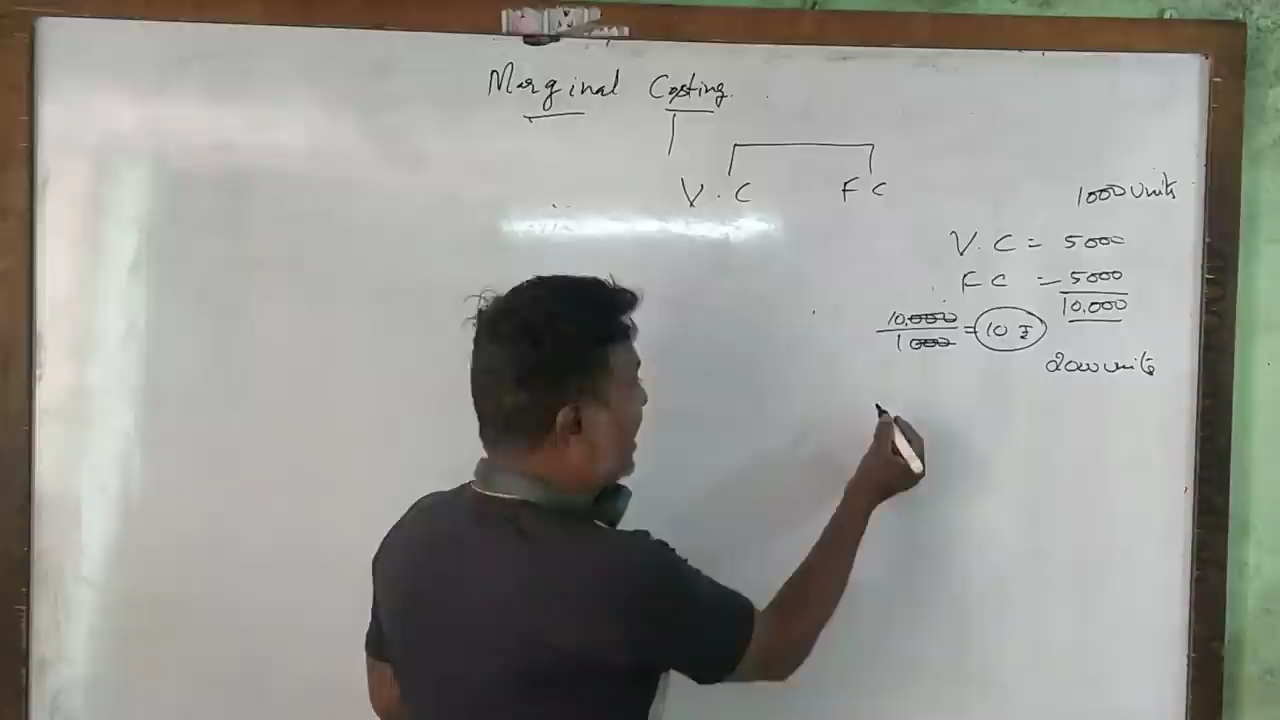 Marginal Costing.
V.C FC
1000 units
V.C = 5000
FC = 5000
10,000
10,000 / 1000 = 10 ₹
2000 units